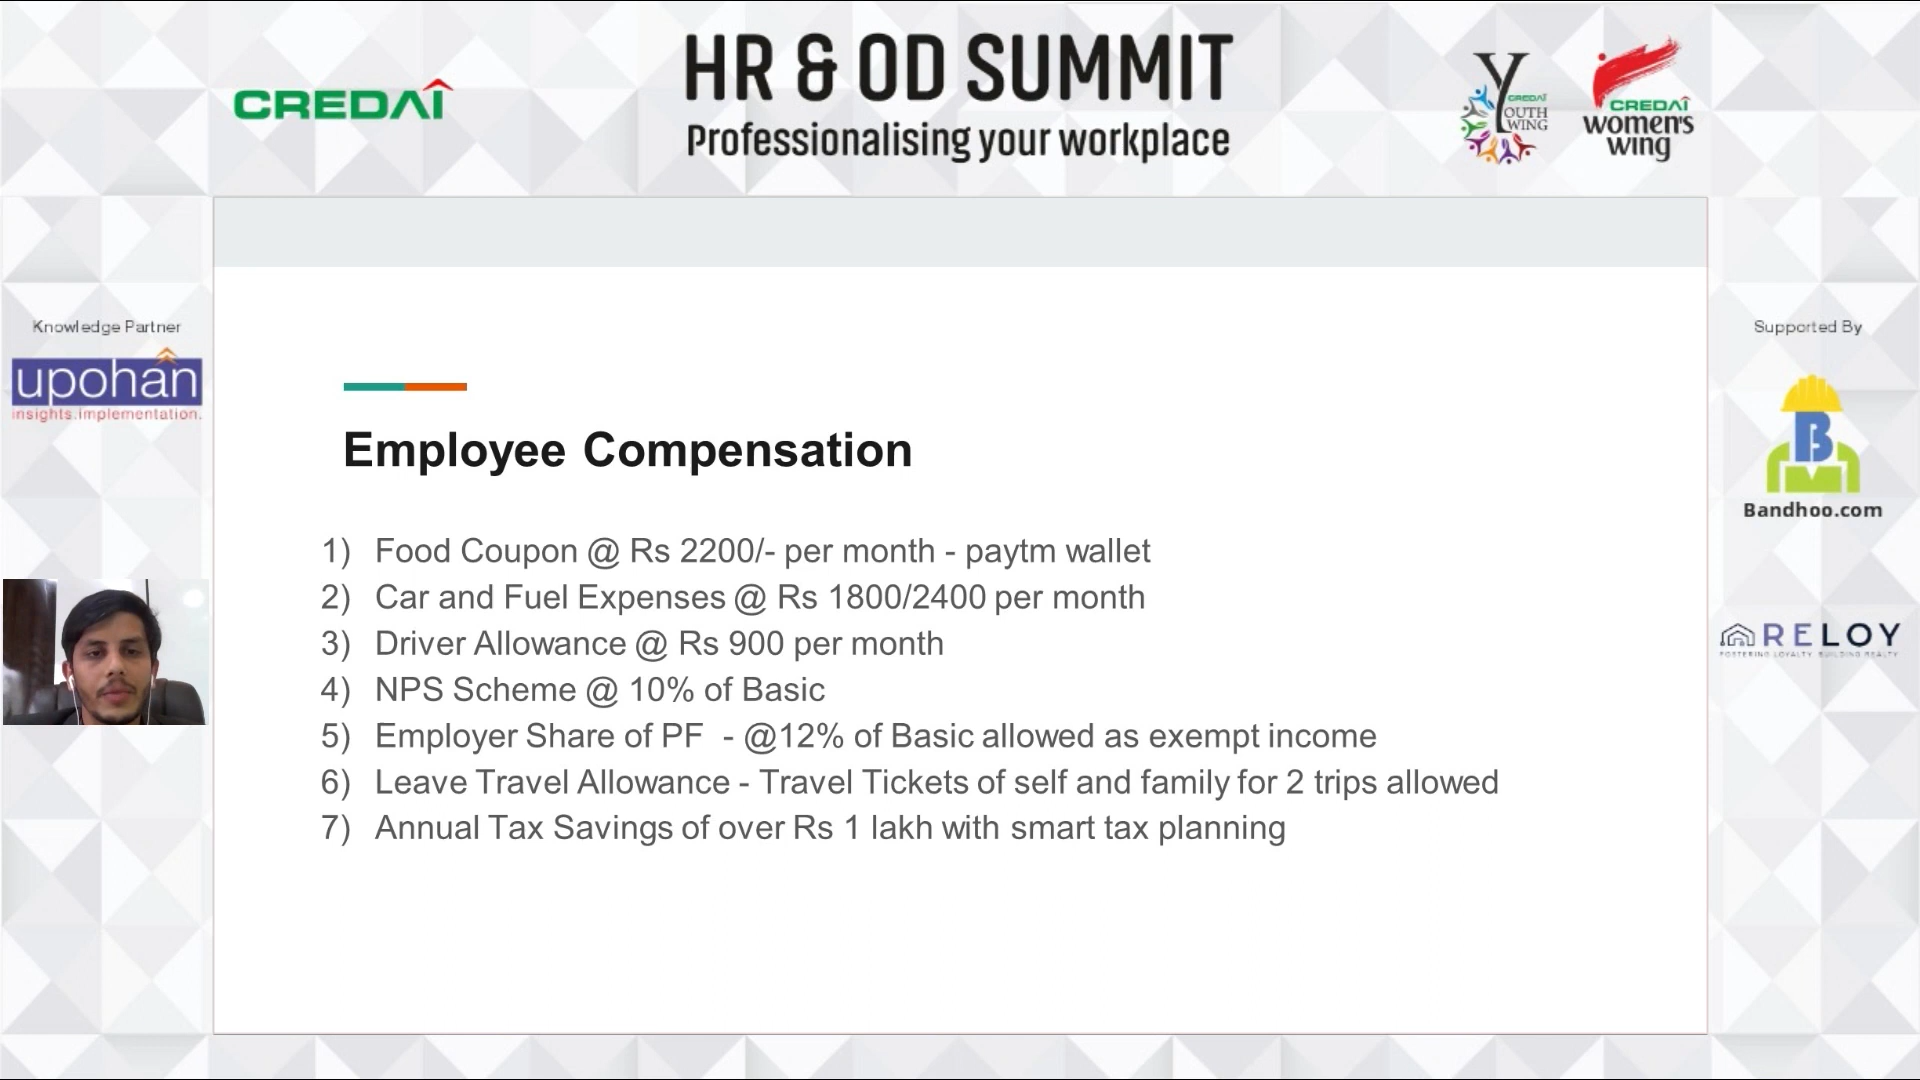 CREDAI
HR & OD SUMMIT
Professionalising your workplace
CREDAI
YOUTH
WING
CREDAI
women's
wing
Knowledge Partner
upohan
insights.implementation.
Supported By
B
Bandhoo.com
RELOY
FOSTERING LOYALTY. BUILDING REALTY
Employee Compensation
1) Food Coupon @ Rs 2200/- per month - paytm wallet
2) Car and Fuel Expenses @ Rs 1800/2400 per month
3) Driver Allowance @ Rs 900 per month
4) NPS Scheme @ 10% of Basic
5) Employer Share of PF - @12% of Basic allowed as exempt income
6) Leave Travel Allowance - Travel Tickets of self and family for 2 trips allowed
7) Annual Tax Savings of over Rs 1 lakh with smart tax planning